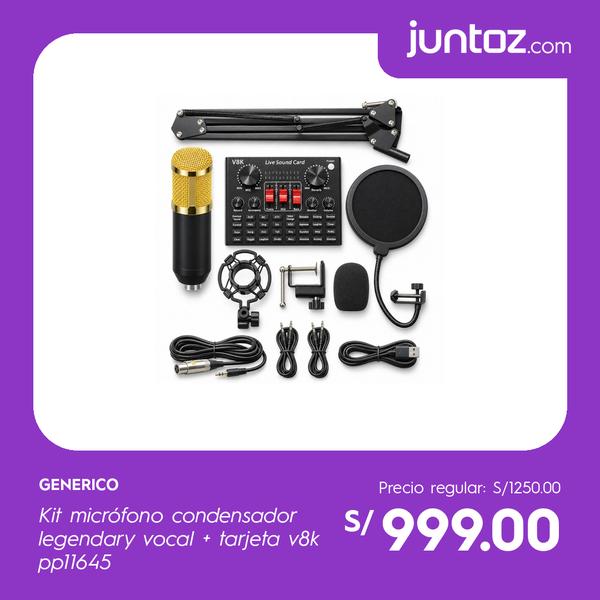 juntoz.com
V8K
Live Sound Card
GENERICO
Kit micrófono condensador
legendary vocal + tarjeta v8k
pp11645
Precio regular: S/1250.00
S/ 999.00